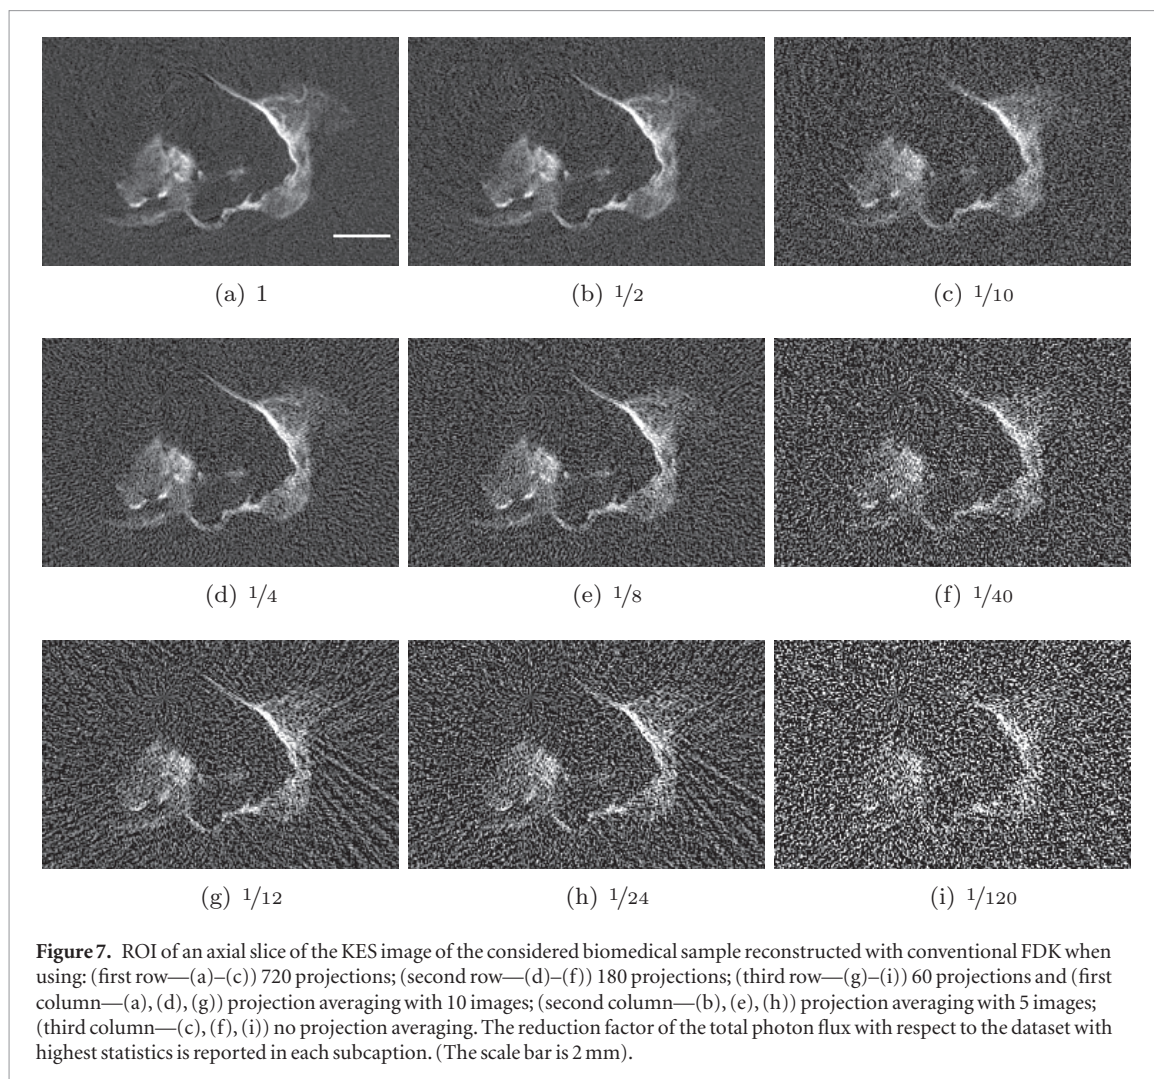 (a) 1
(b) 1/2
(c) 1/10
(d) 1/4
(e) 1/8
(f) 1/40
(g) 1/12
(h) 1/24
(i) 1/120
Figure 7. ROI of an axial slice of the KES image of the considered biomedical sample reconstructed with conventional FDK when
using: (first row—(a)–(c)) 720 projections; (second row—(d)–(f)) 180 projections; (third row—(g)–(i)) 60 projections and (first
column—(a), (d), (g)) projection averaging with 10 images; (second column—(b), (e), (h)) projection averaging with 5 images;
(third column—(c), (f), (i)) no projection averaging. The reduction factor of the total photon flux with respect to the dataset with
highest statistics is reported in each subcaption. (The scale bar is 2 mm).